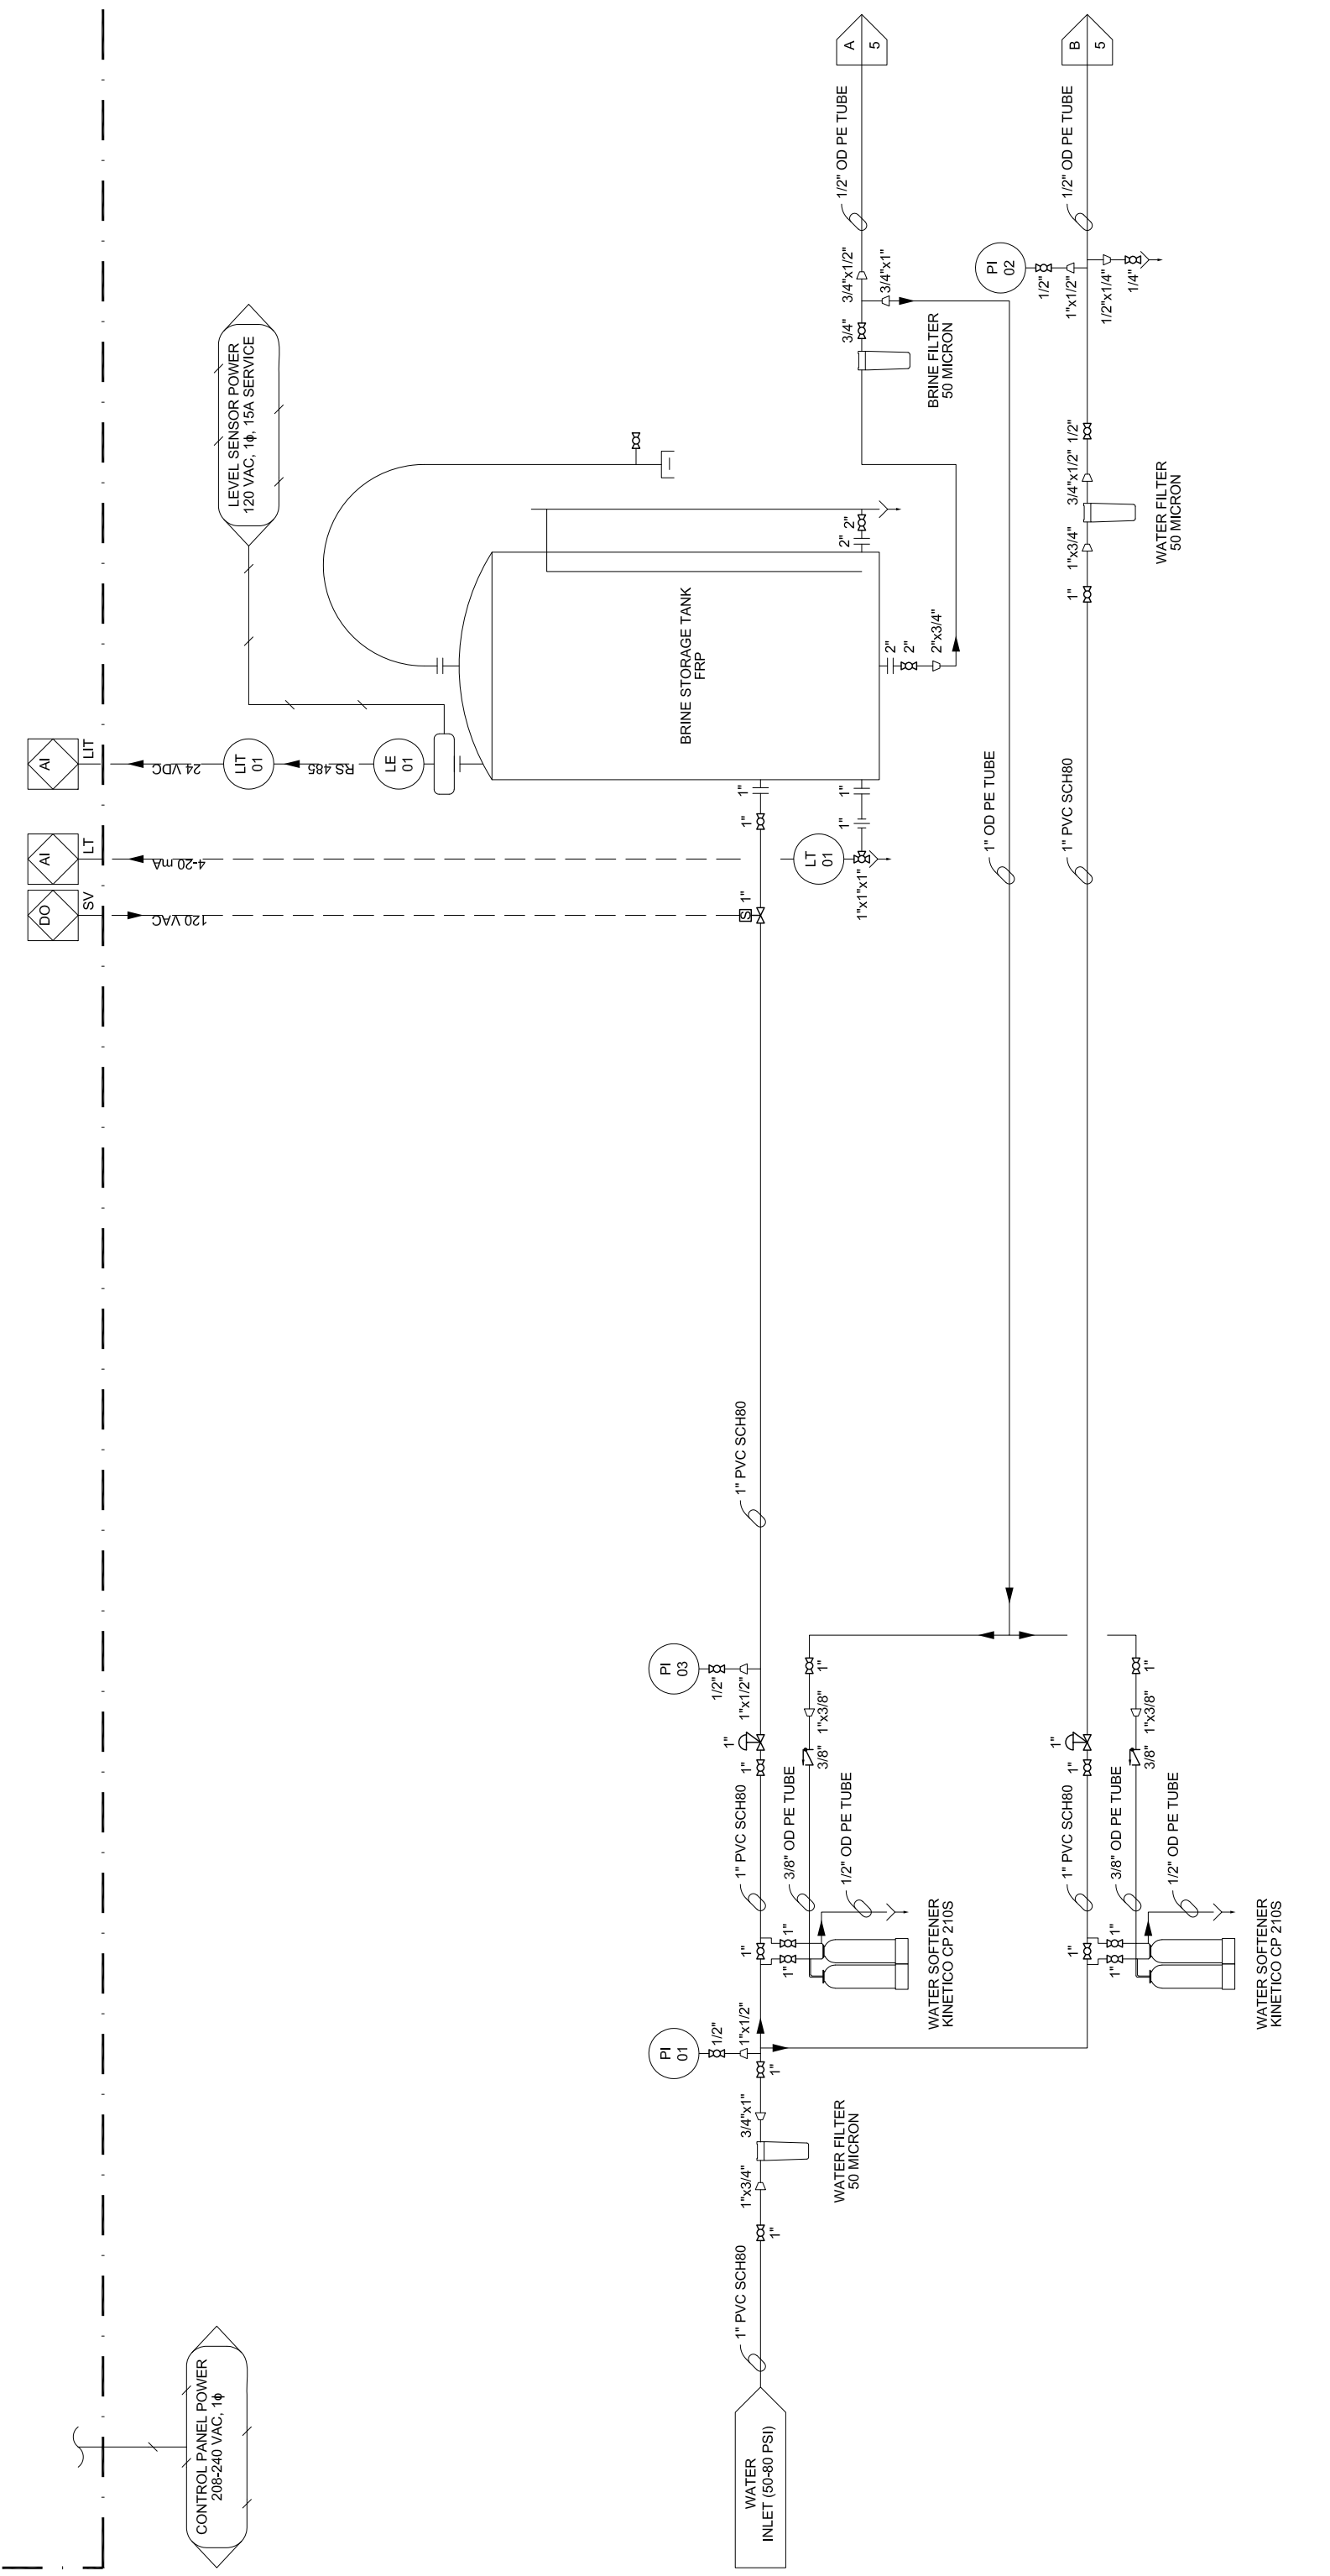 CONTROL PANEL POWER
208-240 VAC, 1ϕ
LEVEL SENSOR POWER
120 VAC, 1ϕ, 15A SERVICE
DO
SV
120 VAC
AI
LT
4-20 mA
AI
LIT
24 VDC
LIT
01
RS 485
LE
01
WATER
INLET (50-80 PSI)
1" PVC SCH80
1"
1"x3/4"
WATER FILTER
50 MICRON
3/4"x1"
1"
PI
01
1/2"
1"x1/2"
1"
1"
1"
WATER SOFTENER
KINETICO CP 210S
1" PVC SCH80
3/8" OD PE TUBE
1/2" OD PE TUBE
1"
1"
3/8"
1"x3/8"
1"
PI
03
1/2"
1"x1/2"
1" PVC SCH80
S
1"
1"
1"
LT
01
1"x1"x1"
1"
1"
BRINE STORAGE TANK
FRP
2"
2"
2"x3/4"
2"
2"
BRINE FILTER
50 MICRON
3/4"
3/4"x1/2"
3/4"x1"
1/2" OD PE TUBE
A
5
1" OD PE TUBE
1"
1"
1"
WATER SOFTENER
KINETICO CP 210S
1" PVC SCH80
3/8" OD PE TUBE
1/2" OD PE TUBE
1"
1"
3/8"
1"x3/8"
1"
1" PVC SCH80
1"
1"x3/4"
WATER FILTER
50 MICRON
3/4"x1/2"
1/2"
PI
02
1/2"
1"x1/2"
1/2"x1/4"
1/4"
1/2" OD PE TUBE
B
5